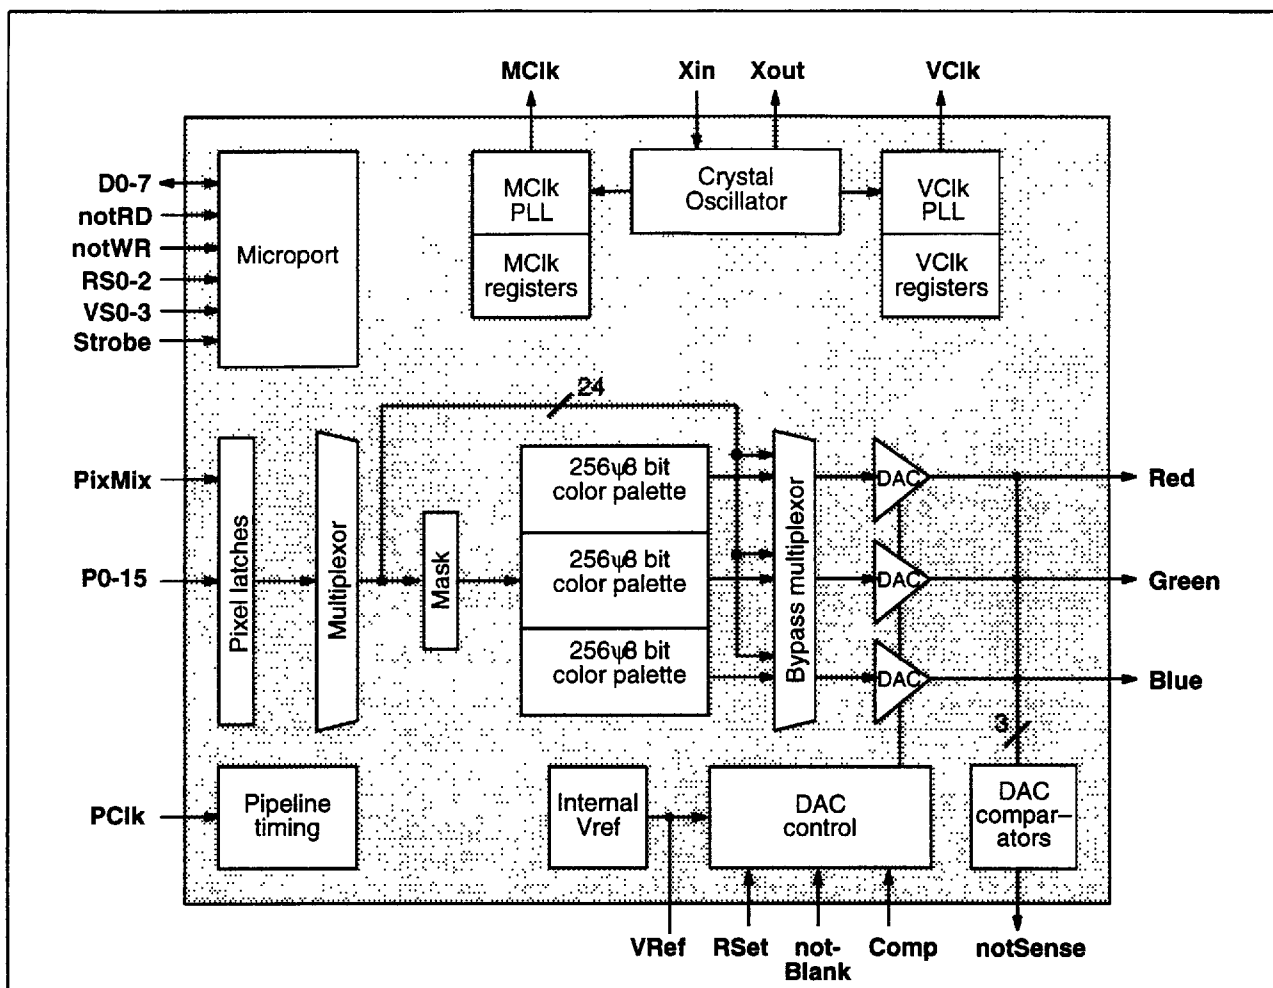 MClk
Xin
Xout
VClk
D0-7
notRD
notWR
RS0-2
VS0-3
Strobe
Microport
MClk
PLL
MClk
registers
Crystal
Oscillator
VClk
PLL
VClk
registers
24
PixMix
P0-15
Pixel latches
Multiplexor
Mask
256ψ8 bit
color palette
256ψ8 bit
color palette
256ψ8 bit
color palette
Bypass multiplexor
DAC
DAC
DAC
Red
Green
Blue
3
PClk
Pipeline
timing
Internal
Vref
DAC
control
DAC
compar–
ators
VRef
RSet
not-
Blank
Comp
notSense